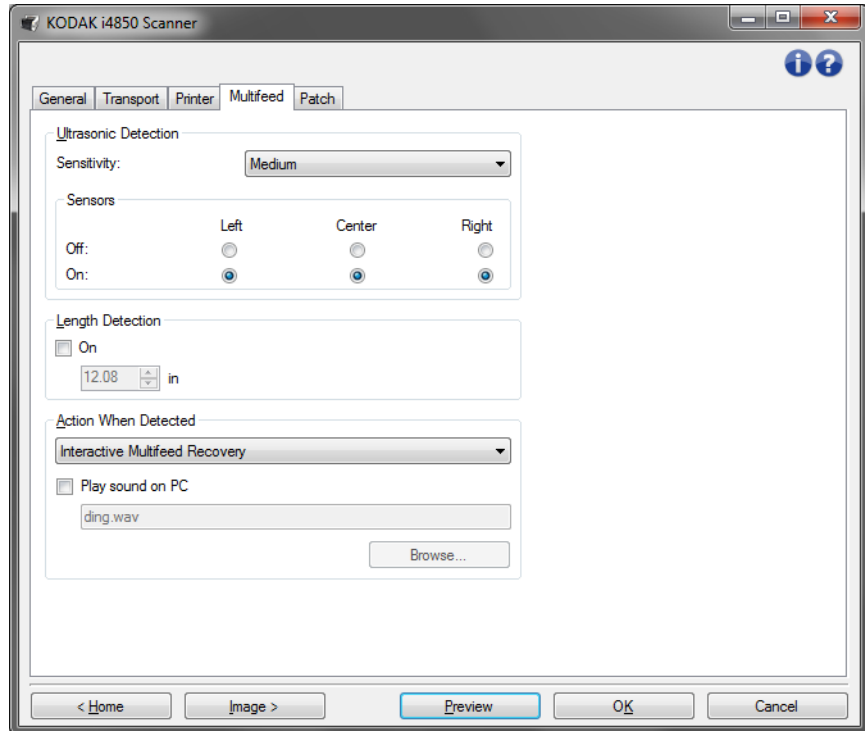 KODAK i4850 Scanner
General Transport Printer Multifeed Patch
Ultrasonic Detection
Sensitivity: Medium
Sensors
Left Center Right
Off:
On:
Length Detection
On
12.08 in
Action When Detected
Interactive Multifeed Recovery
Play sound on PC
ding.wav
Browse...
< Home Image > Preview OK Cancel